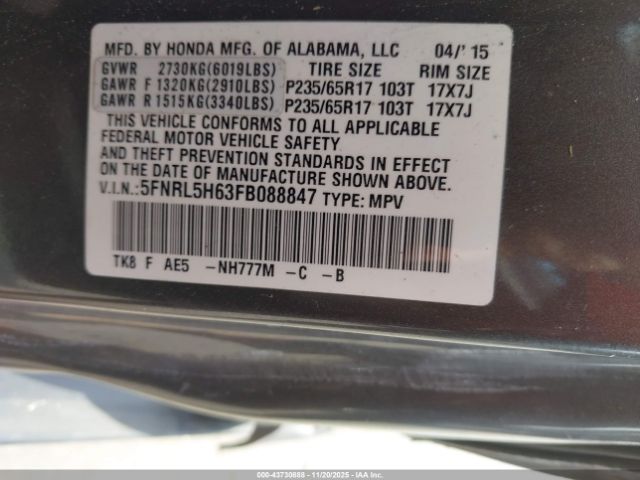 MFD. BY HONDA MFG. OF ALABAMA, LLC 04/'15
GVWR 2730KG(6019LBS) TIRE SIZE RIM SIZE
GAWR F 1320KG(2910LBS) P235/65R17 103T 17X7J
GAWR R 1515KG(3340LBS) P235/65R17 103T 17X7J
THIS VEHICLE CONFORMS TO ALL APPLICABLE
FEDERAL MOTOR VEHICLE SAFETY
AND THEFT PREVENTION STANDARDS IN EFFECT
ON THE DATE OF MANUFACTURE SHOWN ABOVE.
V.I.N.:5FNRL5H63FB088847 TYPE: MPV
TK8 F AE5 -NH777M -C -B
000-43730888 - 11/20/2025 - IAA Inc.